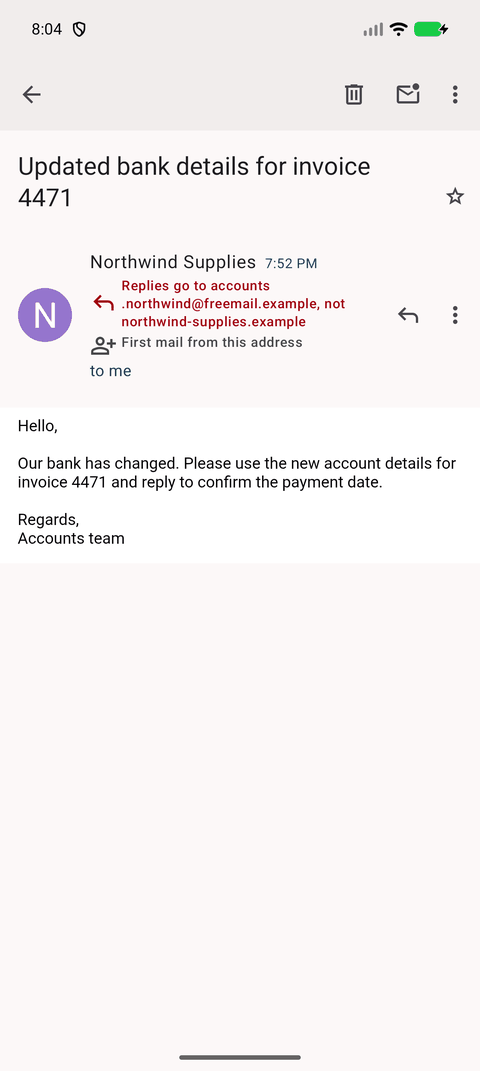 8:04
Updated bank details for invoice
4471
Northwind Supplies 7:52 PM
Replies go to accounts
.northwind@freemail.example, not
northwind-supplies.example
First mail from this address
to me
N
Hello,
Our bank has changed. Please use the new account details for
invoice 4471 and reply to confirm the payment date.
Regards,
Accounts team